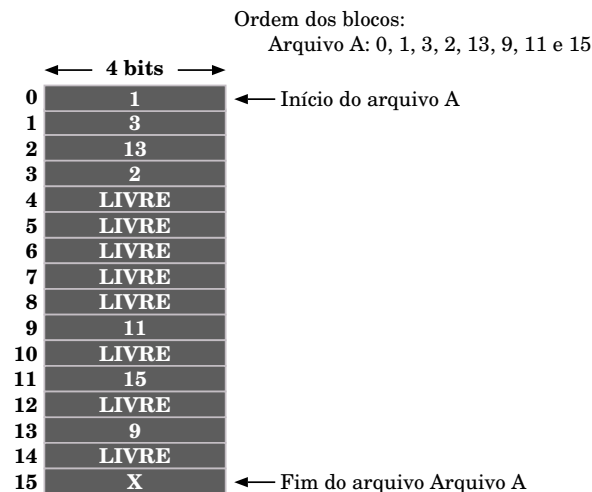 Ordem dos blocos:
Arquivo A: 0, 1, 3, 2, 13, 9, 11 e 15
4 bits
0 1 Início do arquivo A
1 3
2 13
3 2
4 LIVRE
5 LIVRE
6 LIVRE
7 LIVRE
8 LIVRE
9 11
10 LIVRE
11 15
12 LIVRE
13 9
14 LIVRE
15 X Fim do arquivo Arquivo A